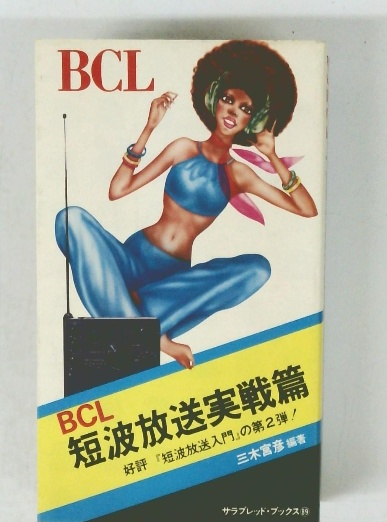 BCL
BCL
短波放送実戦篇
好評『短波放送入門』の第2弾!
三木宮彦 編著
サラブレッド・ブックス